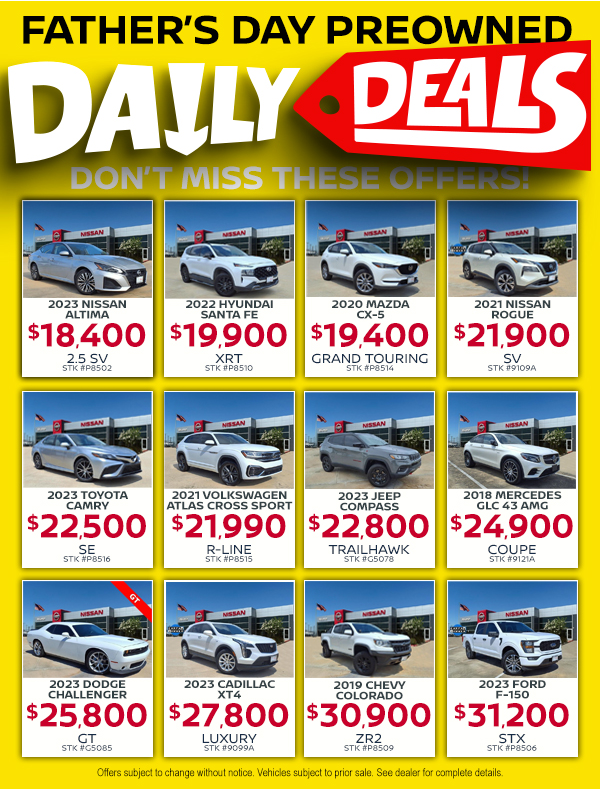 FATHER'S DAY PREOWNED
DAILY DEALS
DON'T MISS THESE OFFERS!
NISSAN
2023 NISSAN
ALTIMA
$18,400
2.5 SV
STK #P8502
NISSAN
2022 HYUNDAI
SANTA FE
$19,900
XRT
STK #P8510
NISSAN
2020 MAZDA
CX-5
$19,400
GRAND TOURING
STK #P8514
NISSAN
2021 NISSAN
ROGUE
$21,900
SV
STK #9109A
NISSAN
2023 TOYOTA
CAMRY
$22,500
SE
STK #P8516
NISSAN
2021 VOLKSWAGEN
ATLAS CROSS SPORT
$21,990
R-LINE
STK #P8515
NISSAN
2023 JEEP
COMPASS
$22,800
TRAILHAWK
STK #G5078
NISSAN
2018 MERCEDES
GLC 43 AMG
$24,900
COUPE
STK #9121A
GT
NISSAN
2023 DODGE
CHALLENGER
$25,800
GT
STK #G5085
NISSAN
2023 CADILLAC
XT4
$27,800
LUXURY
STK #9099A
NISSAN
2019 CHEVY
COLORADO
$30,900
ZR2
STK #P8509
NISSAN
2023 FORD
F-150
$31,200
STX
STK #P8506
Offers subject to change without notice. Vehicles subject to prior sale. See dealer for complete details.